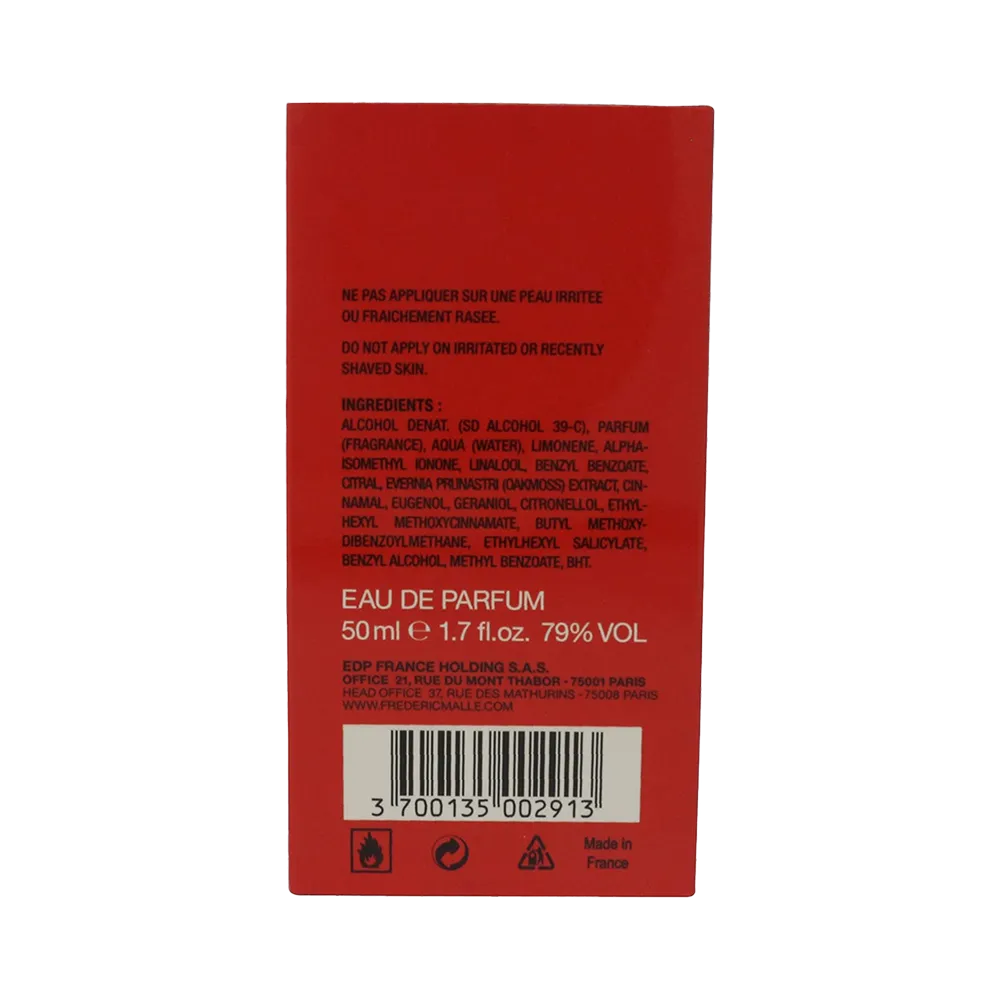 NE PAS APPLIQUER SUR UNE PEAU IRRITEE
OU FRAICHEMENT RASEE.
DO NOT APPLY ON IRRITATED OR RECENTLY
SHAVED SKIN.
INGREDIENTS :
ALCOHOL DENAT. (SD ALCOHOL 39-C), PARFUM
(FRAGRANCE), AQUA (WATER), LIMONENE, ALPHA-
ISOMETHYL IONONE, LINALOOL, BENZYL BENZOATE,
CITRAL, EVERNIA PRUNASTRI (OAKMOSS) EXTRACT, CIN-
NAMAL, EUGENOL, GERANIOL, CITRONELLOL, ETHYL-
HEXYL METHOXYCINNAMATE, BUTYL METHOXY-
DIBENZOYLMETHANE, ETHYLHEXYL SALICYLATE,
BENZYL ALCOHOL, METHYL BENZOATE, BHT.
EAU DE PARFUM
50 ml ℮ 1.7 fl.oz. 79% VOL
EDP FRANCE HOLDING S.A.S.
OFFICE 21, RUE DU MONT THABOR - 75001 PARIS
HEAD OFFICE 37, RUE DES MATHURINS - 75008 PARIS
WWW.FREDERICMALLE.COM
3 700135 002913
Made in
France